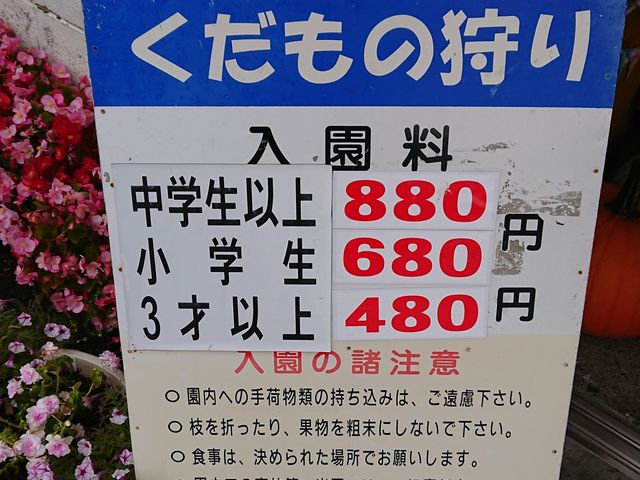 くだもの狩り
入園料
中学生以上 880
円
小学生 680
3才以上 480 円
入園の諸注意
○園内への手荷物類の持ち込みは、ご遠慮下さい。
○枝を折ったり、果物を粗末にしないで下さい。
○食事は、決められた場所でお願いします。